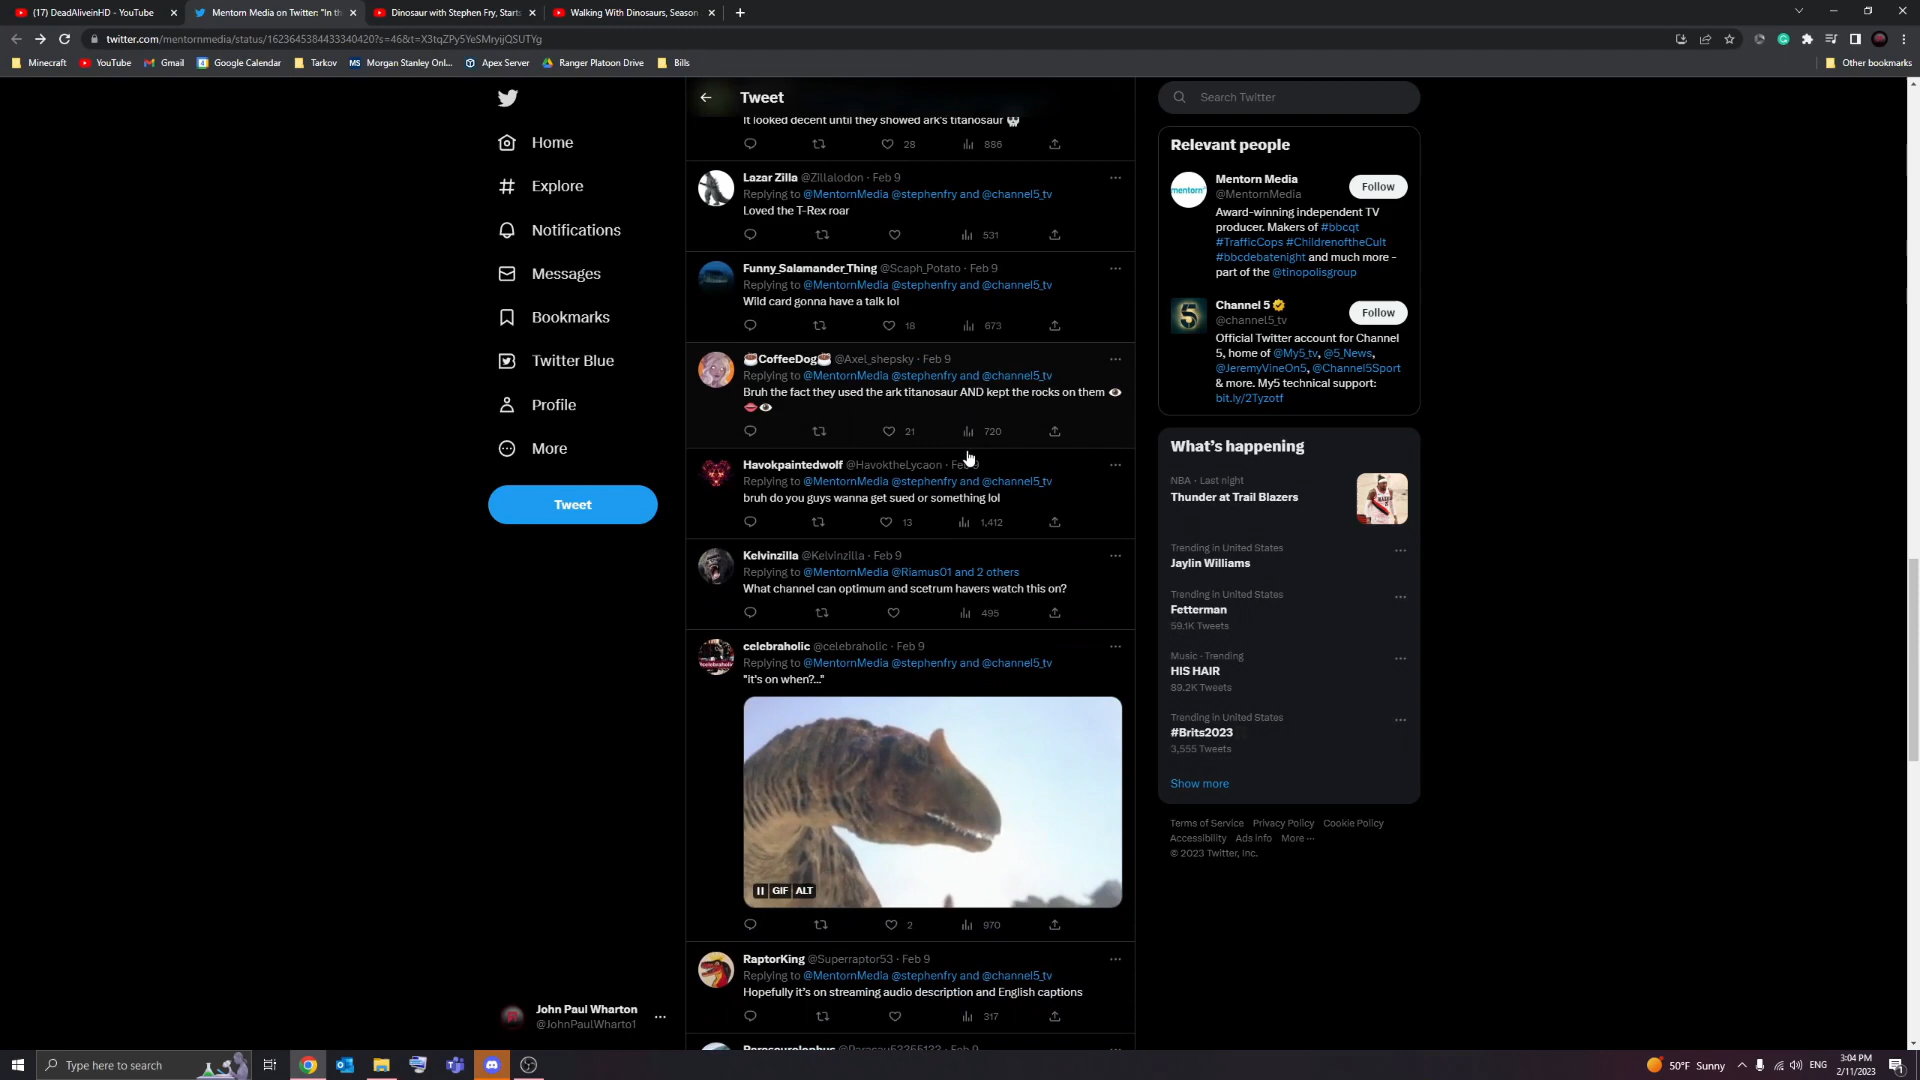 (17) DeadAliveinHD - YouTube
Mentorn Media on Twitter: "In th
Dinosaur with Stephen Fry, Starts
Walking With Dinosaurs, Season
twitter.com/mentornmedia/status/1623645384433340420?s=46&t=X3tqZPy5YeSMryijQSUTYg
Minecraft
YouTube
Gmail
Google Calendar
Tarkov
Morgan Stanley Onl...
Apex Server
Ranger Platoon Drive
Bills
Other bookmarks
Home
Explore
Notifications
Messages
Bookmarks
Twitter Blue
Profile
More
Tweet
John Paul Wharton
@JohnPaulWharto1
Tweet
It looked decent until they showed ark's titanosaur
28 886
Lazar Zilla @Zillalodon · Feb 9
Replying to @MentornMedia @stephenfry and @channel5_tv
Loved the T-Rex roar
531
Funny_Salamander_Thing @Scaph_Potato · Feb 9
Replying to @MentornMedia @stephenfry and @channel5_tv
Wild card gonna have a talk lol
18 673
☕CoffeeDog☕ @Axel_shepsky · Feb 9
Replying to @MentornMedia @stephenfry and @channel5_tv
Bruh the fact they used the ark titanosaur AND kept the rocks on them 👁
👄👁
21 720
Havokpaintedwolf @HavoktheLycaon · Feb 9
Replying to @MentornMedia @stephenfry and @channel5_tv
bruh do you guys wanna get sued or something lol
13 1,412
Kelvinzilla @Kelvinzilla · Feb 9
Replying to @MentornMedia @Riamus01 and 2 others
What channel can optimum and scetrum havers watch this on?
495
celebraholic @celebraholic · Feb 9
Replying to @MentornMedia @stephenfry and @channel5_tv
"it's on when?..."
GIF ALT
2 970
RaptorKing @Superraptor53 · Feb 9
Replying to @MentornMedia @stephenfry and @channel5_tv
Hopefully it's on streaming audio description and English captions
317
Search Twitter
Relevant people
Mentorn Media
@MentornMedia
Follow
Award-winning independent TV
producer. Makers of #bbcqt
#TrafficCops #ChildrenoftheCult
#bbcdebatenight and much more -
part of the @tinopolisgroup
Channel 5
@channel5_tv
Follow
Official Twitter account for Channel
5, home of @My5_tv, @5_News,
@JeremyVineOn5, @Channel5Sport
& more. My5 technical support:
bit.ly/2Tyzotf
What's happening
NBA · Last night
Thunder at Trail Blazers
Trending in United States
Jaylin Williams
Trending in United States
Fetterman
59.1K Tweets
Music · Trending
HIS HAIR
89.2K Tweets
Trending in United States
#Brits2023
3,555 Tweets
Show more
Terms of Service Privacy Policy Cookie Policy
Accessibility Ads info More ···
© 2023 Twitter, Inc.
Type here to search
50°F Sunny
ENG
3:04 PM
2/11/2023